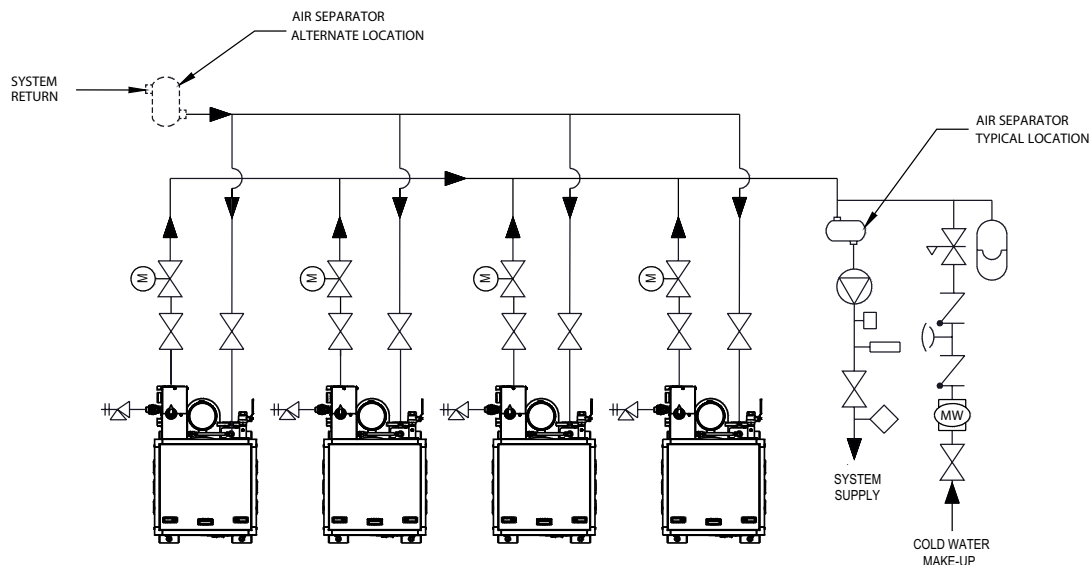 AIR SEPARATOR
ALTERNATE LOCATION
SYSTEM
RETURN
AIR SEPARATOR
TYPICAL LOCATION
M
M
M
M
MW
SYSTEM
SUPPLY
COLD WATER
MAKE-UP